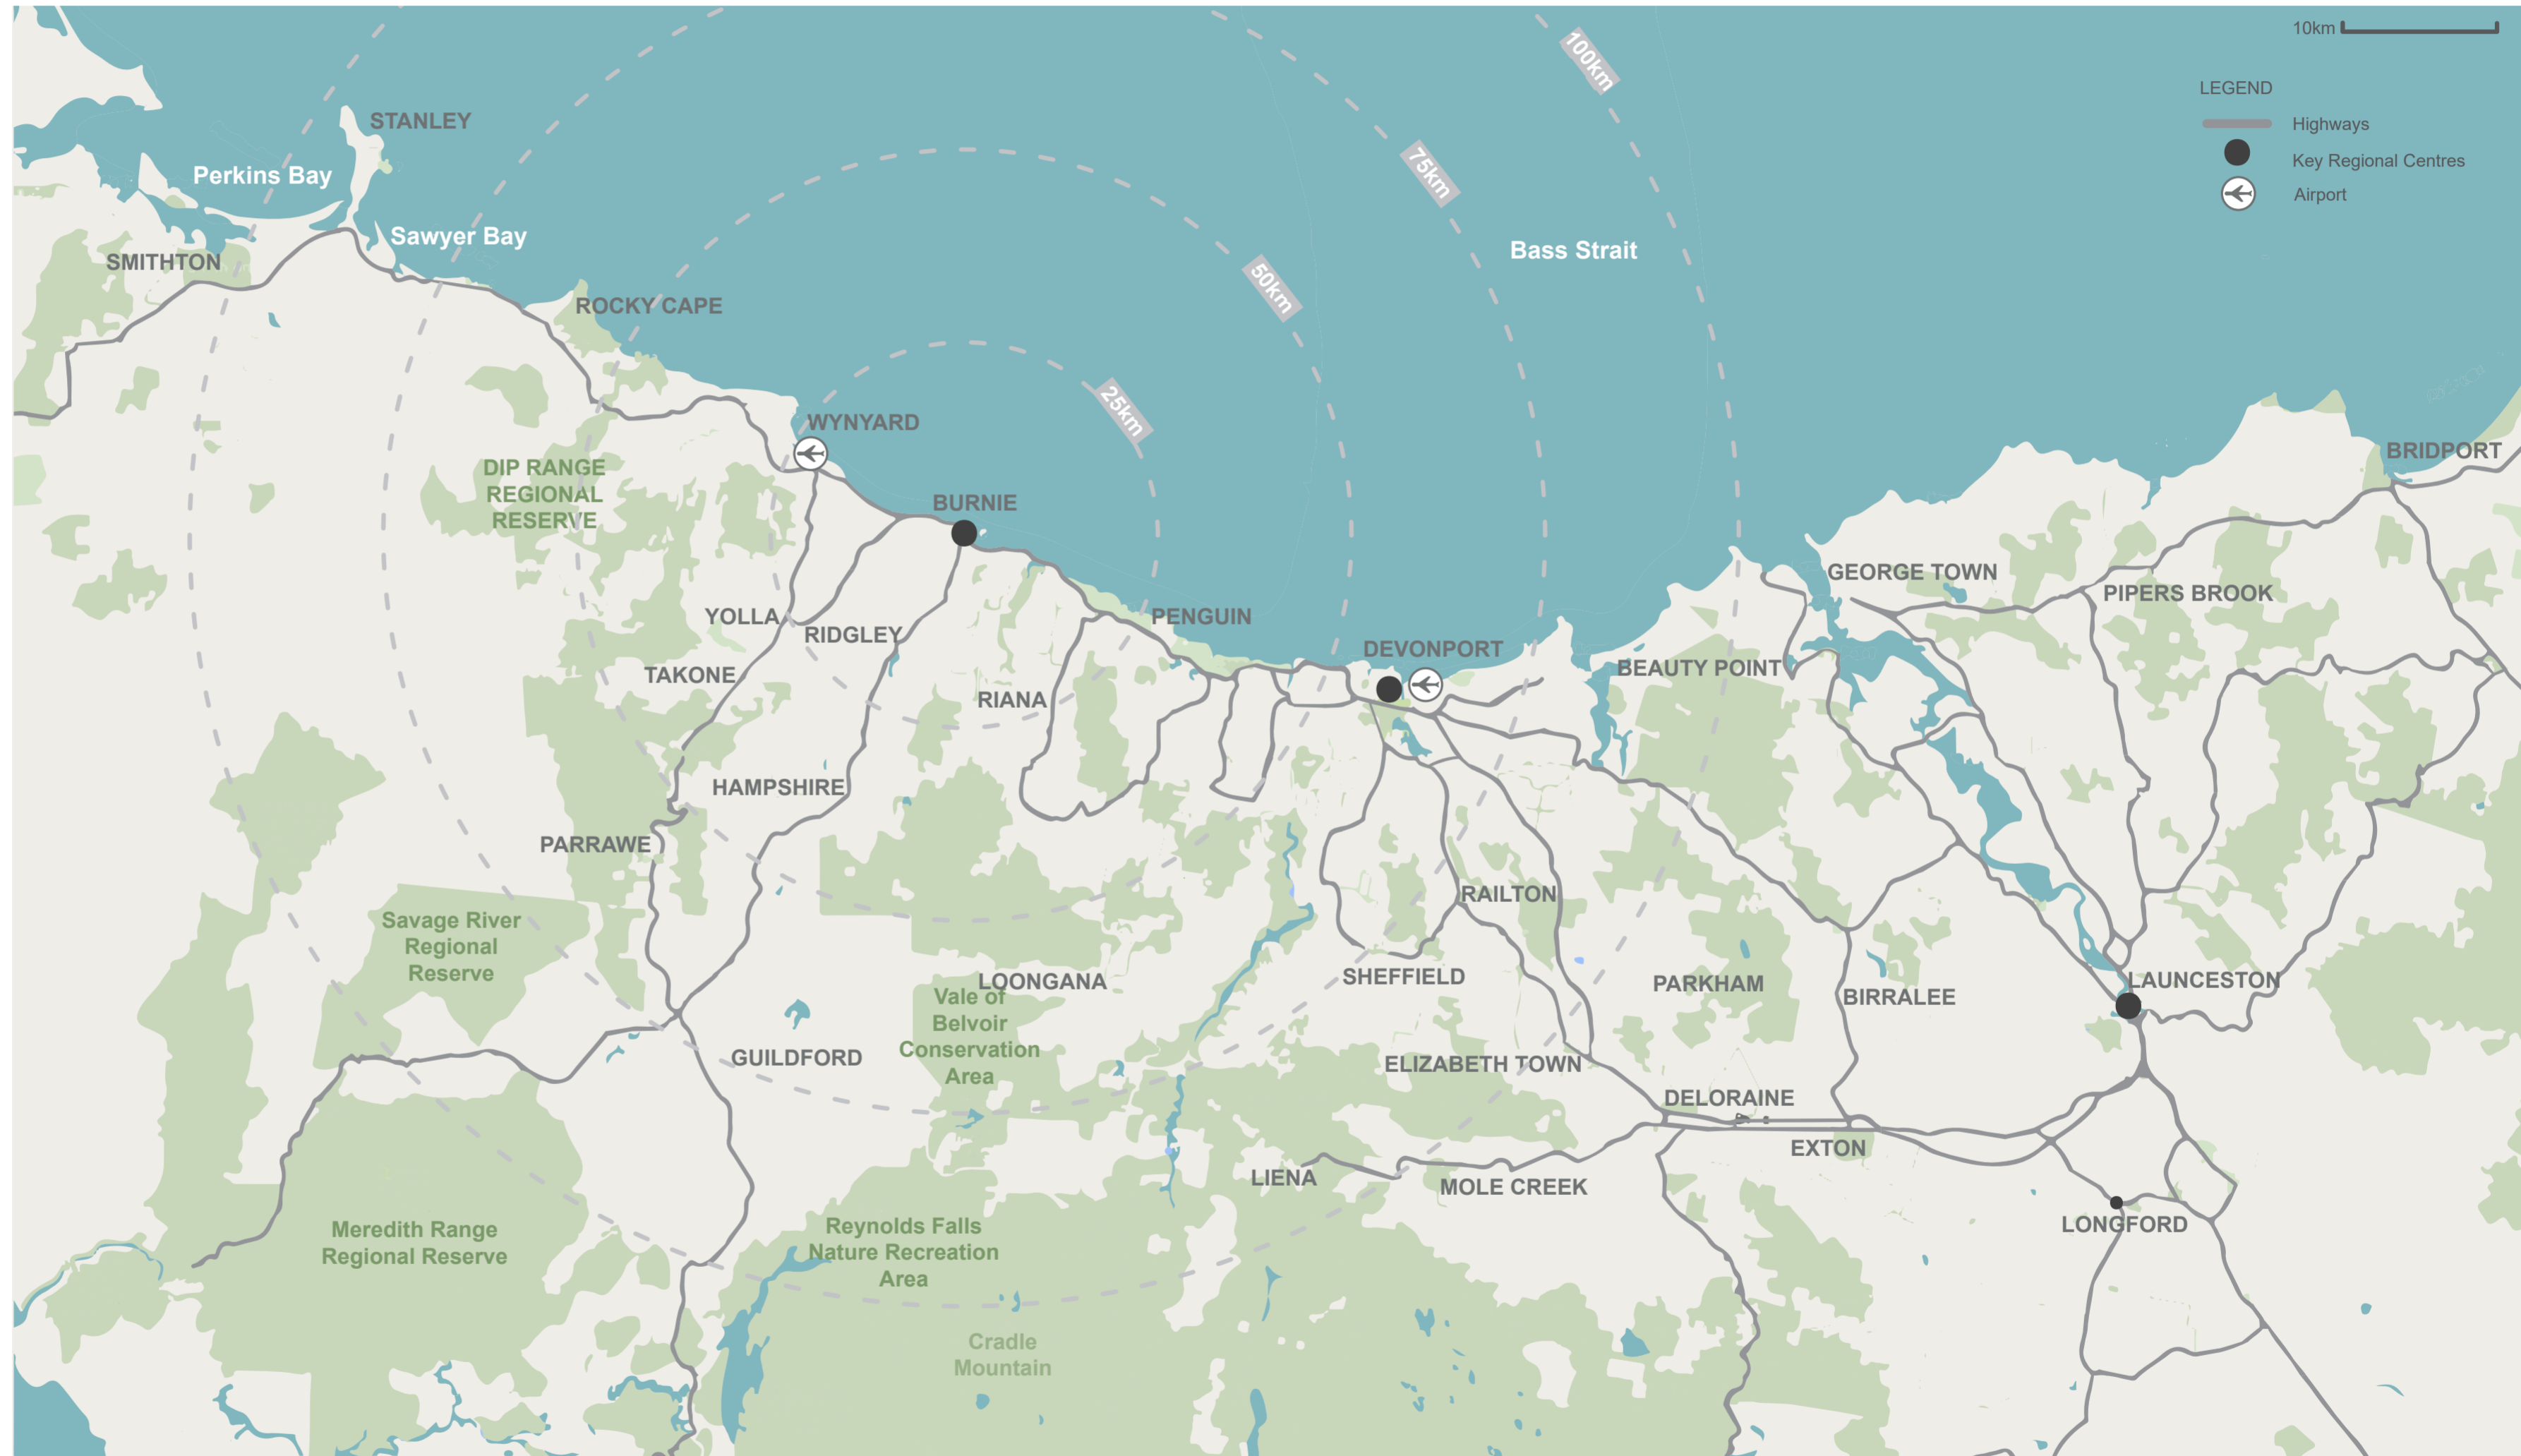 10km
100km
LEGEND
Highways
Key Regional Centres
Airport
STANLEY
75km
Perkins Bay
Sawyer Bay
Bass Strait
SMITHTON
50km
ROCKY CAPE
25km
WYNYARD
BRIDPORT
DIP RANGE
REGIONAL
RESERVE
BURNIE
GEORGE TOWN
PIPERS BROOK
YOLLA
PENGUIN
RIDGLEY
DEVONPORT
BEAUTY POINT
TAKONE
RIANA
HAMPSHIRE
PARRAWE
RAILTON
Savage River
Regional
Reserve
LOONGANA
SHEFFIELD
PARKHAM
LAUNCESTON
BIRRALEE
Vale of
Belvoir
Conservation
Area
GUILDFORD
ELIZABETH TOWN
DELORAINE
EXTON
LIENA
MOLE CREEK
LONGFORD
Meredith Range
Regional Reserve
Reynolds Falls
Nature Recreation
Area
Cradle
Mountain